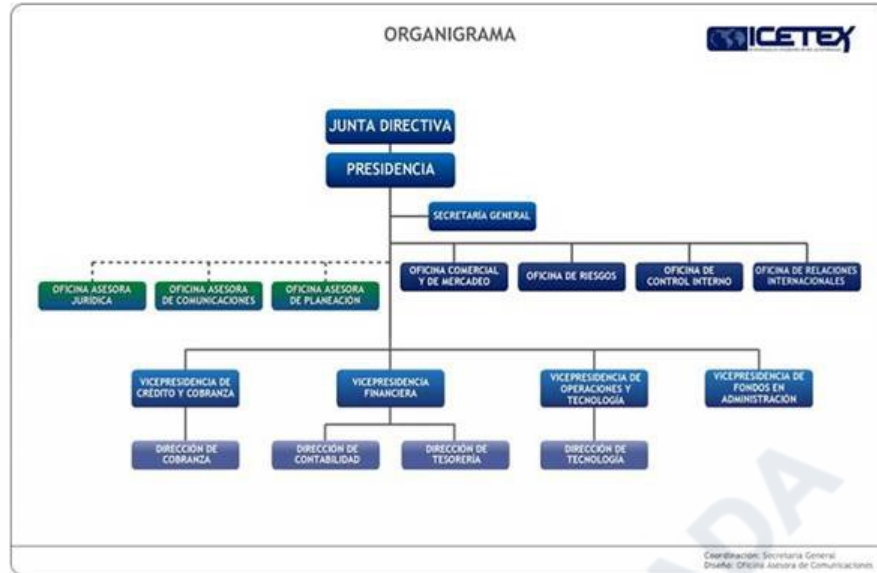 ORGANIGRAMA
ICETEX
JUNTA DIRECTIVA
PRESIDENCIA
SECRETARÍA GENERAL
OFICINA COMERCIAL
Y DE MERCADEO
OFICINA DE RIESGOS
OFICINA DE
CONTROL INTERNO
OFICINA DE RELACIONES
INTERNACIONALES
OFICINA ASESORA
JURÍDICA
OFICINA ASESORA
DE COMUNICACIONES
OFICINA ASESORA
DE PLANEACIÓN
VICEPRESIDENCIA DE
CRÉDITO Y COBRANZA
VICEPRESIDENCIA
FINANCIERA
VICEPRESIDENCIA DE
OPERACIONES Y
TECNOLOGÍA
VICEPRESIDENCIA DE
FONDOS EN
ADMINISTRACIÓN
DIRECCIÓN DE
COBRANZA
DIRECCIÓN DE
CONTABILIDAD
DIRECCIÓN DE
TESORERÍA
DIRECCIÓN DE
TECNOLOGÍA
ADA
Coordinación: Secretaria General
Diseño: Oficina Asesora de Comunicaciones